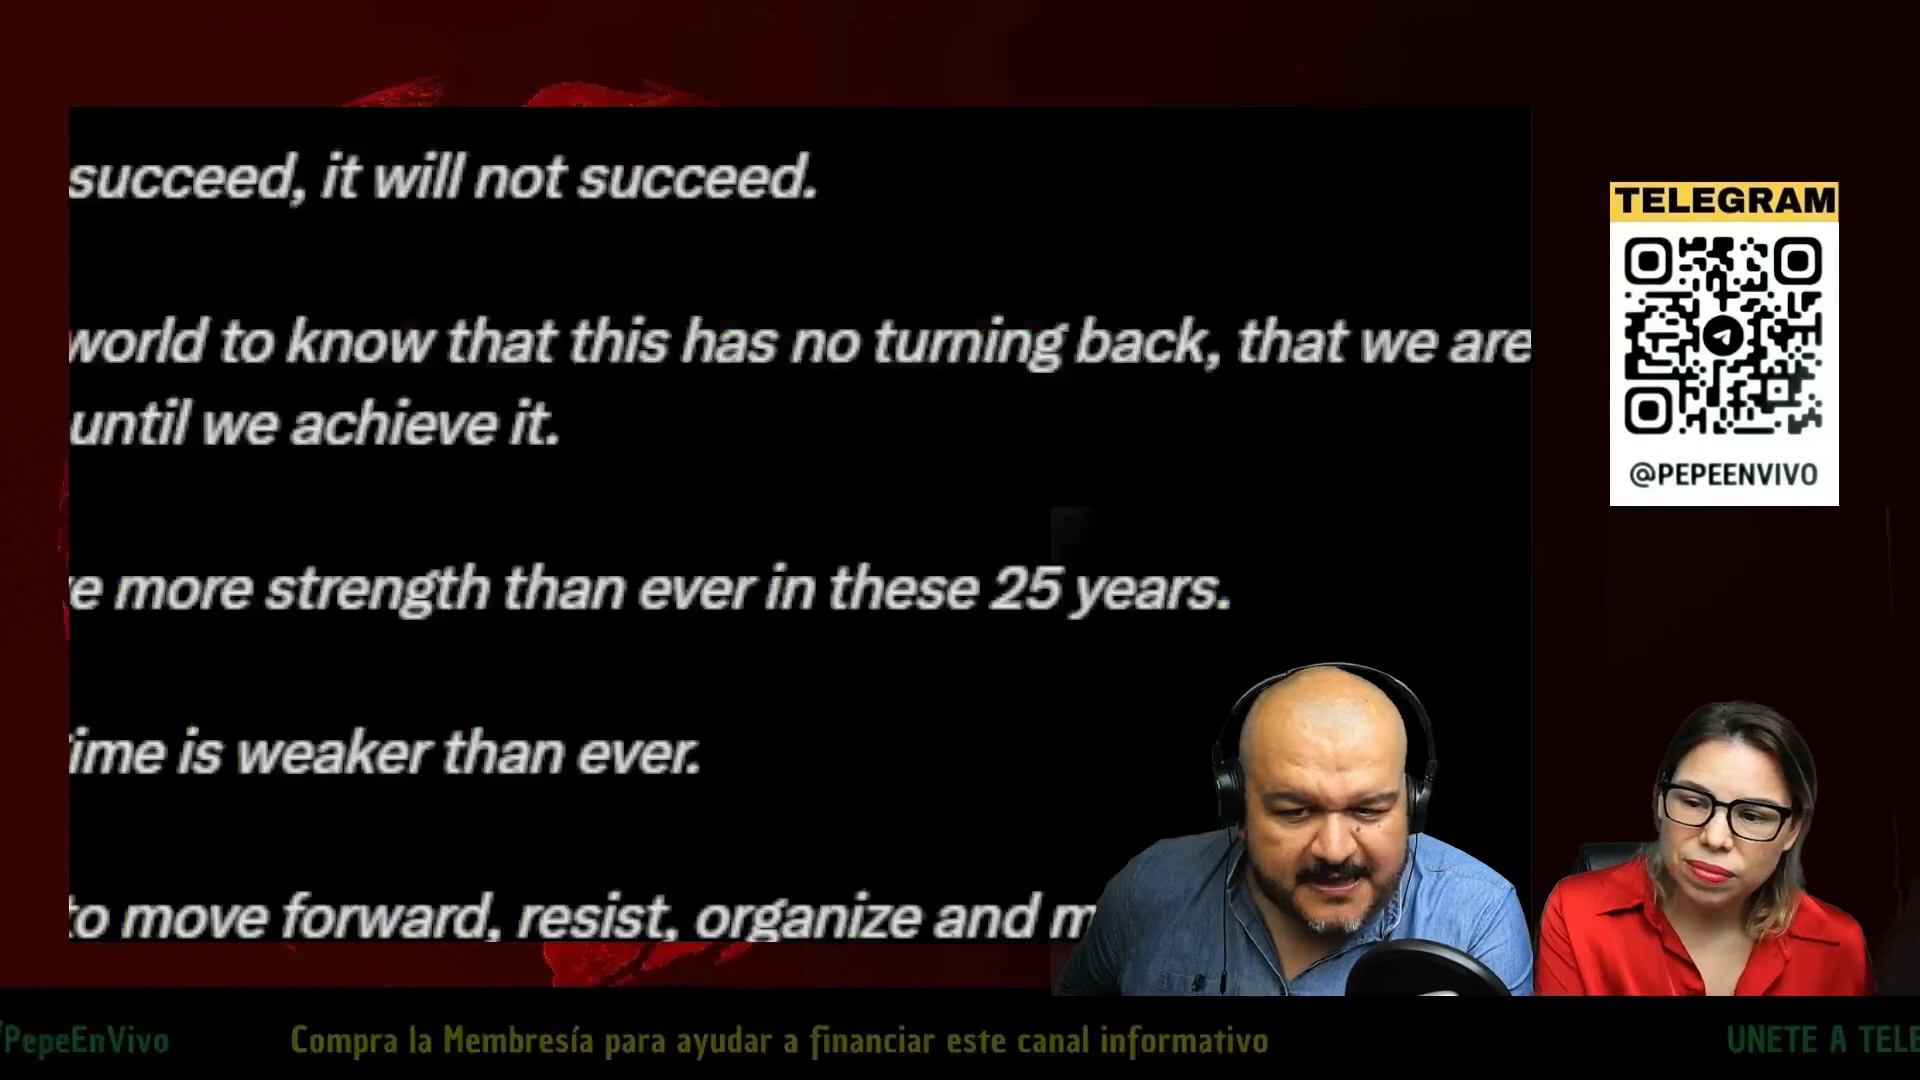 succeed, it will not succeed.
world to know that this has no turning back, that we are
until we achieve it.
more strength than ever in these 25 years.
is weaker than ever.
to move forward, resist, organize and
TELEGRAM
@PEPEENVIVO
/PepeEnVivo
Compra la Membresía para ayudar a financiar este canal informativo
UNETE A